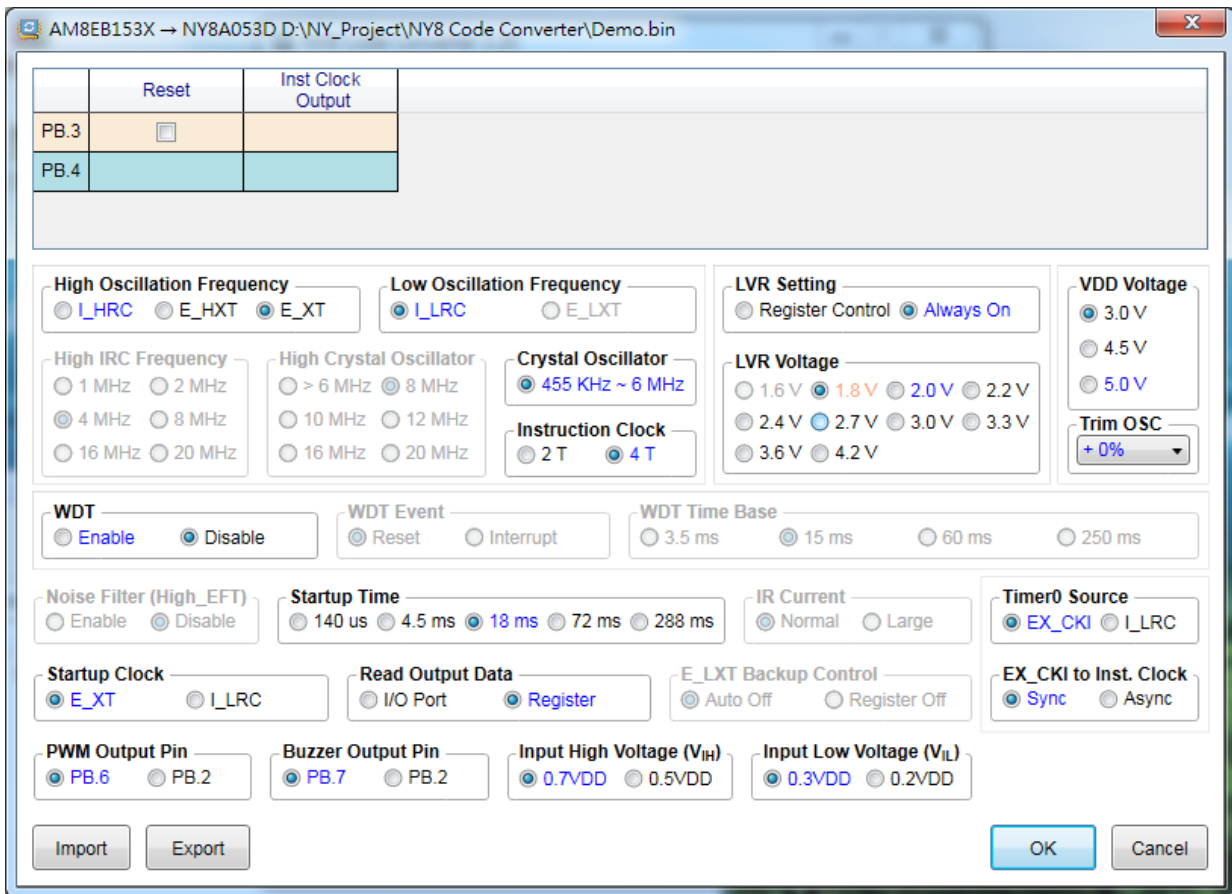 AM8EB153X → NY8A053D D:\NY_Project\NY8 Code Converter\Demo.bin
Reset Inst Clock Output
PB.3
PB.4
High Oscillation Frequency Low Oscillation Frequency LVR Setting VDD Voltage
I_HRC E_HXT E_XT I_LRC E_LXT Register Control Always On 3.0 V
4.5 V
High IRC Frequency High Crystal Oscillator Crystal Oscillator LVR Voltage
1 MHz 2 MHz > 6 MHz 8 MHz 455 KHz ~ 6 MHz 1.6 V 1.8 V 2.0 V 2.2 V 5.0 V
4 MHz 8 MHz 10 MHz 12 MHz 2.4 V 2.7 V 3.0 V 3.3 V Trim OSC
Instruction Clock
16 MHz 20 MHz 16 MHz 20 MHz 2 T 4 T 3.6 V 4.2 V + 0%
WDT WDT Event WDT Time Base
Enable Disable Reset Interrupt 3.5 ms 15 ms 60 ms 250 ms
Noise Filter (High_EFT) Startup Time IR Current Timer0 Source
Enable Disable 140 us 4.5 ms 18 ms 72 ms 288 ms Normal Large EX_CKI I_LRC
Startup Clock Read Output Data E_LXT Backup Control EX_CKI to Inst. Clock
E_XT I_LRC I/O Port Register Auto Off Register Off Sync Async
PWM Output Pin Buzzer Output Pin Input High Voltage (VIH) Input Low Voltage (VIL)
PB.6 PB.2 PB.7 PB.2 0.7VDD 0.5VDD 0.3VDD 0.2VDD
Import Export OK Cancel